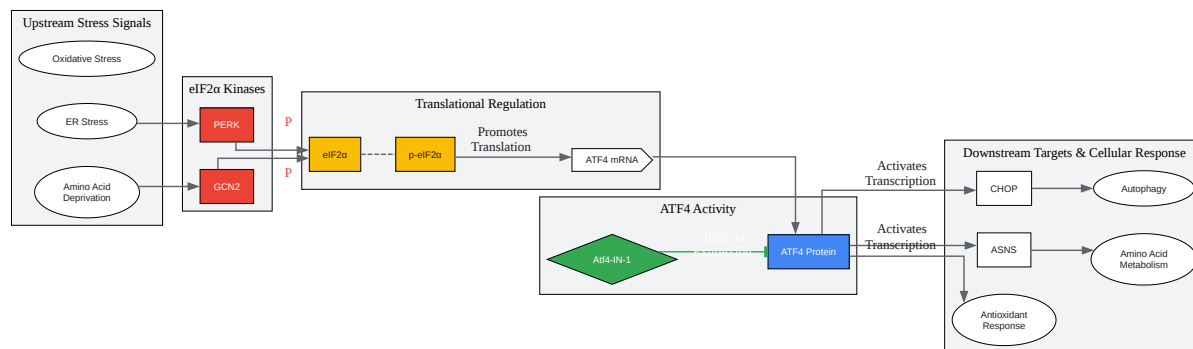 Upstream Stress Signals
Oxidative Stress
ER Stress
Amino Acid
Deprivation
eIF2α Kinases
PERK
GCN2
P
P
Translational Regulation
eIF2α
p-eIF2α
Promotes
Translation
ATF4 mRNA
ATF4 Activity
Atf4-IN-1
Inhibits
Expression
ATF4 Protein
Activates
Transcription
Activates
Transcription
Downstream Targets & Cellular Response
CHOP
Autophagy
ASNS
Amino Acid
Metabolism
Antioxidant
Response